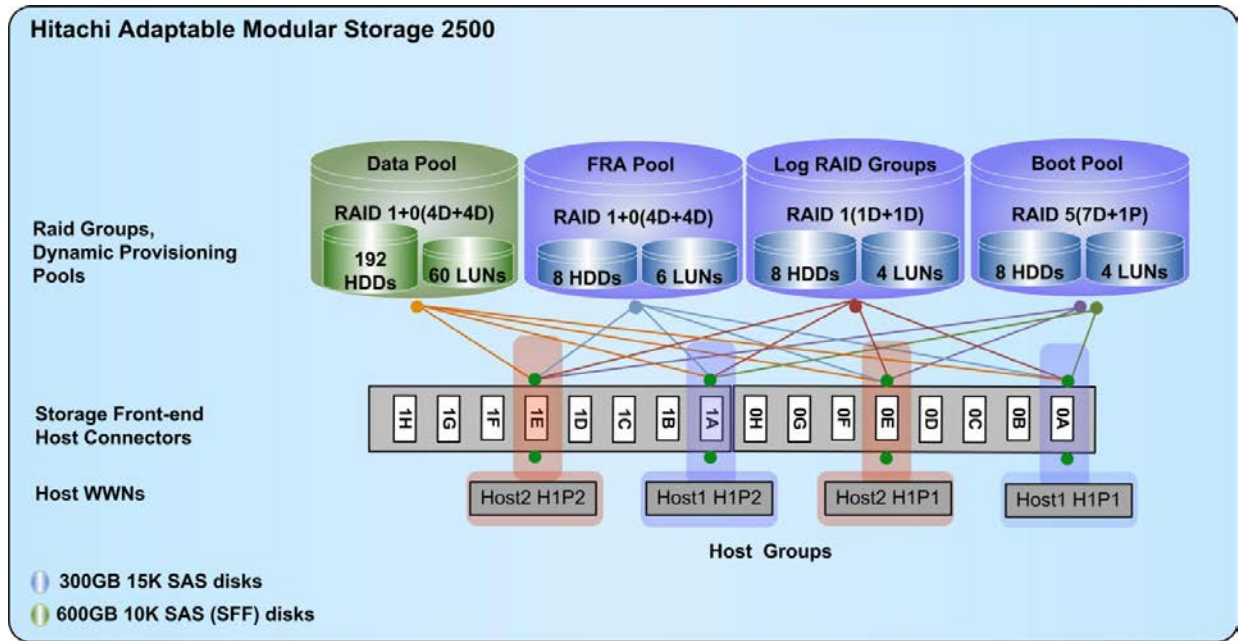 Hitachi Adaptable Modular Storage 2500
Data Pool
FRA Pool
Log RAID Groups
Boot Pool
RAID 1+0(4D+4D)
RAID 1+0(4D+4D)
RAID 1(1D+1D)
RAID 5(7D+1P)
Raid Groups,
Dynamic Provisioning
Pools
192
HDDs
60 LUNs
8 HDDs
6 LUNs
8 HDDs
4 LUNs
8 HDDs
4 LUNs
Storage Front-end
Host Connectors
1H
1G
1F
1E
1D
1C
1B
1A
0H
0G
0F
0E
0D
0C
0B
0A
Host WWNs
Host2 H1P2
Host1 H1P2
Host2 H1P1
Host1 H1P1
Host Groups
300GB 15K SAS disks
600GB 10K SAS (SFF) disks